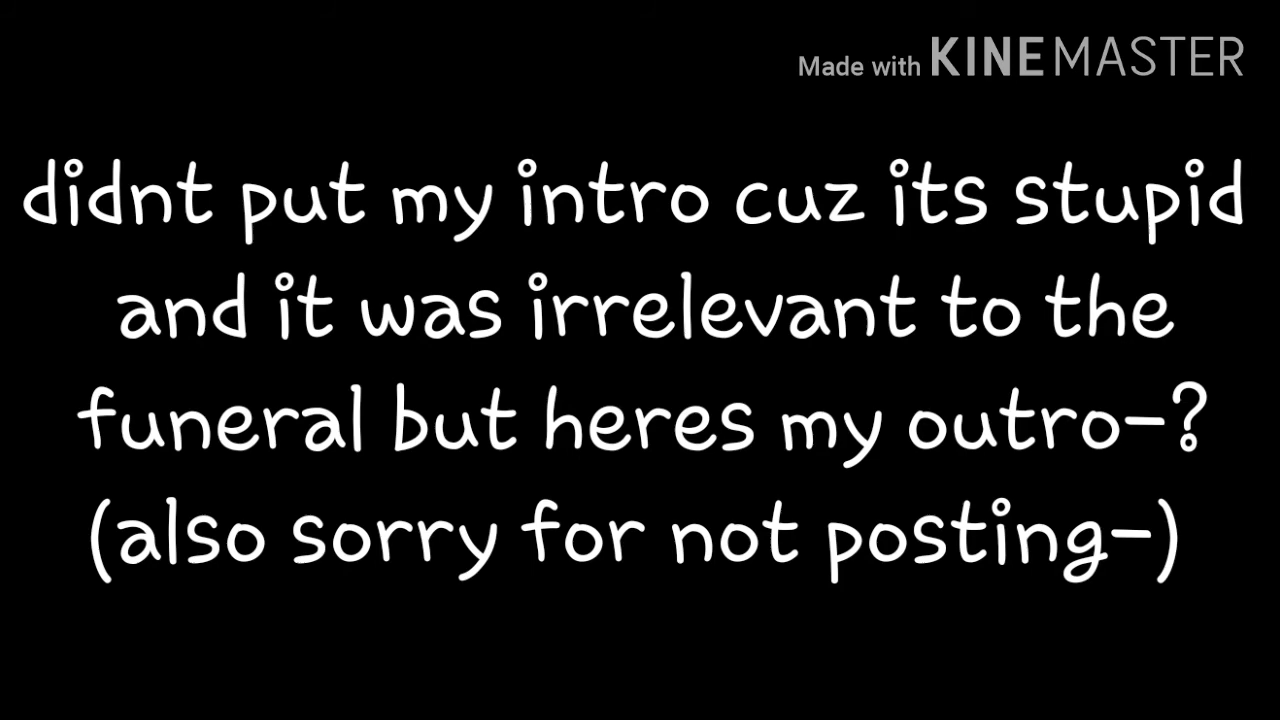 Made with KINEMASTER
didnt put my intro cuz its stupid
and it was irrelevant to the
funeral but heres my outro-?
(also sorry for not posting-)